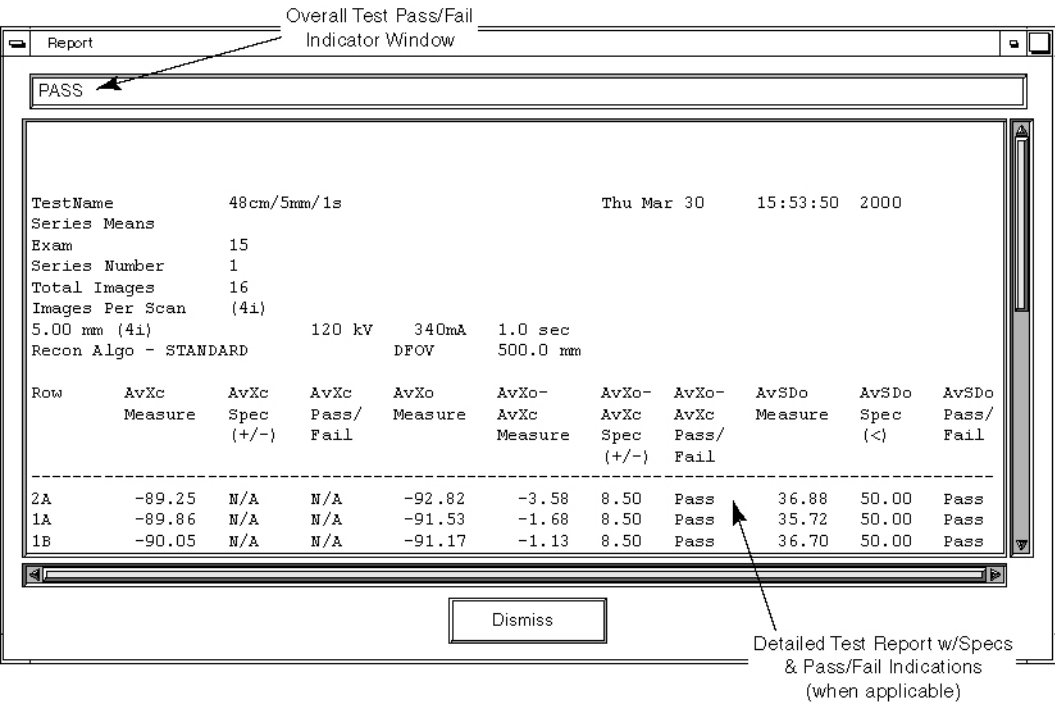 Overall Test Pass/Fail
Indicator Window
Report
PASS
TestName 48cm/5mm/1s Thu Mar 30 15:53:50 2000
Series Means
Exam 15
Series Number 1
Total Images 16
Images Per Scan (4i)
5.00 mm (4i) 120 kV 340mA 1.0 sec
Recon Algo - STANDARD DFOV 500.0 mm
Row AvXc AvXc AvXc AvXo AvXo- AvXo- AvXo- AvSDo AvSDo AvSDo
Measure Spec Pass/ Measure AvXc AvXc AvXc Measure Spec Pass/
(+/-) Fail Measure Spec Pass/ (<) Fail
(+/-) Fail
2A -89.25 N/A N/A -92.82 -3.58 8.50 Pass 36.88 50.00 Pass
1A -89.86 N/A N/A -91.53 -1.68 8.50 Pass 35.72 50.00 Pass
1B -90.05 N/A N/A -91.17 -1.13 8.50 Pass 36.70 50.00 Pass
Dismiss
Detailed Test Report w/Specs
& Pass/Fail Indications
(when applicable)